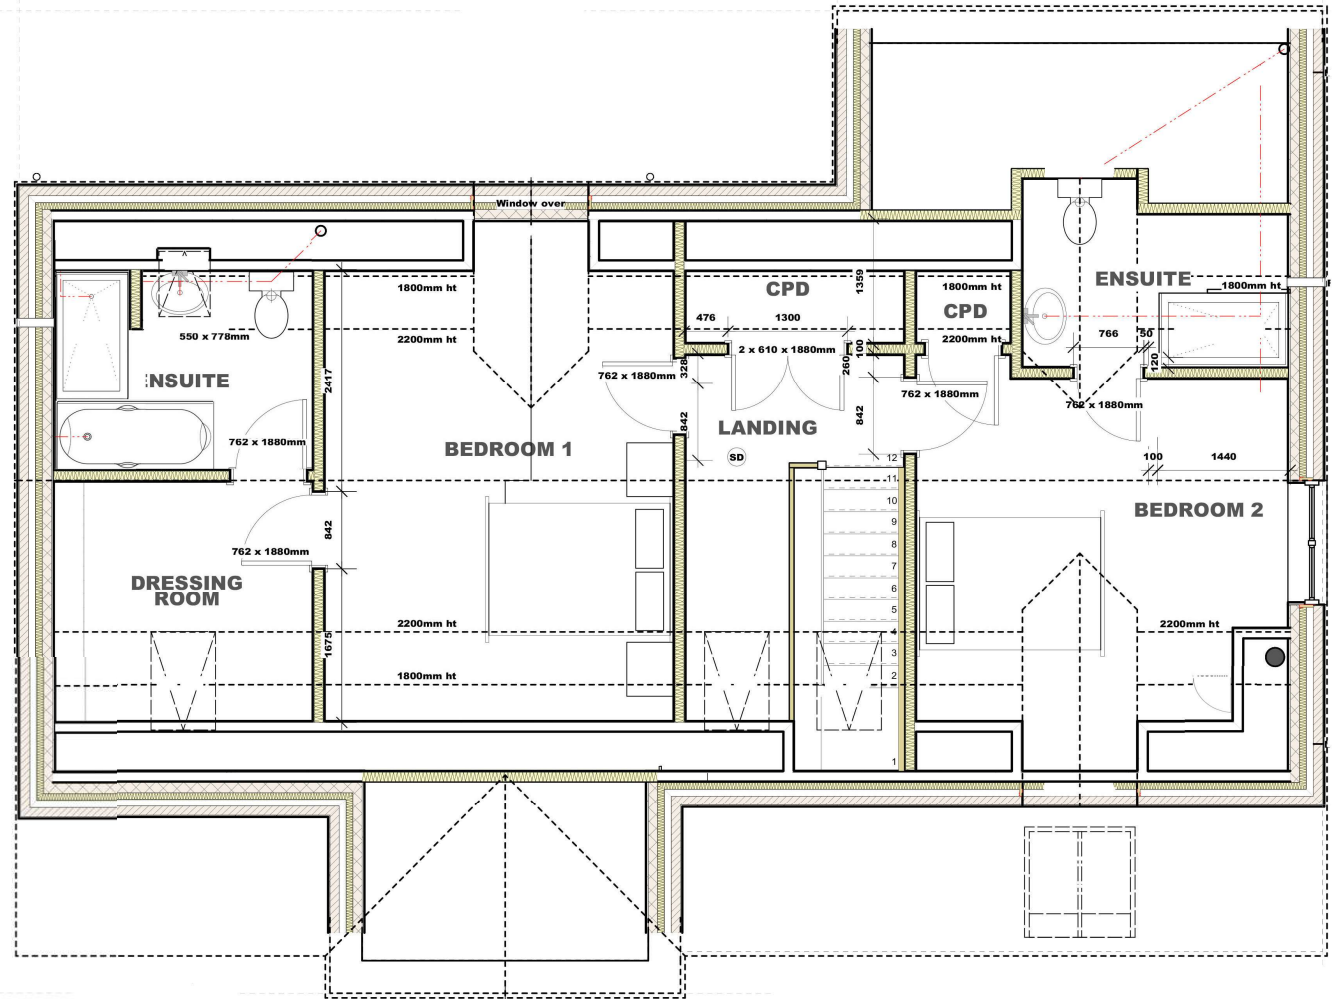 Window over
1800mm ht
2200mm ht
550 x 778mm
:NSUITE
2417
762 x 1880mm
BEDROOM 1
762 x 1880mm
328
842
476
1300
CPD
2 x 610 x 1880mm
1359
100
260
842
LANDING
SD
1800mm ht
CPD
2200mm ht
762 x 1880mm
ENSUITE
1800mm ht
766
50
120
762 x 1880mm
100
1440
BEDROOM 2
842
762 x 1880mm
DRESSING
ROOM
1675
2200mm ht
1800mm ht
2200mm ht
12
11
10
9
8
7
6
5
4
3
2
1